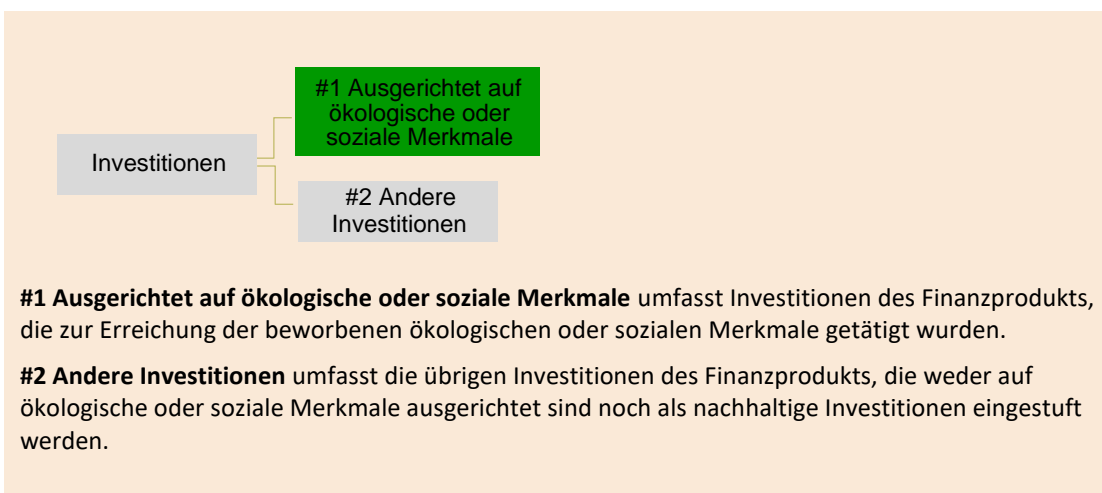 #1 Ausgerichtet auf
ökologische oder
soziale Merkmale
Investitionen
#2 Andere
Investitionen
#1 Ausgerichtet auf ökologische oder soziale Merkmale umfasst Investitionen des Finanzprodukts,
die zur Erreichung der beworbenen ökologischen oder sozialen Merkmale getätigt wurden.
#2 Andere Investitionen umfasst die übrigen Investitionen des Finanzprodukts, die weder auf
ökologische oder soziale Merkmale ausgerichtet sind noch als nachhaltige Investitionen eingestuft
werden.